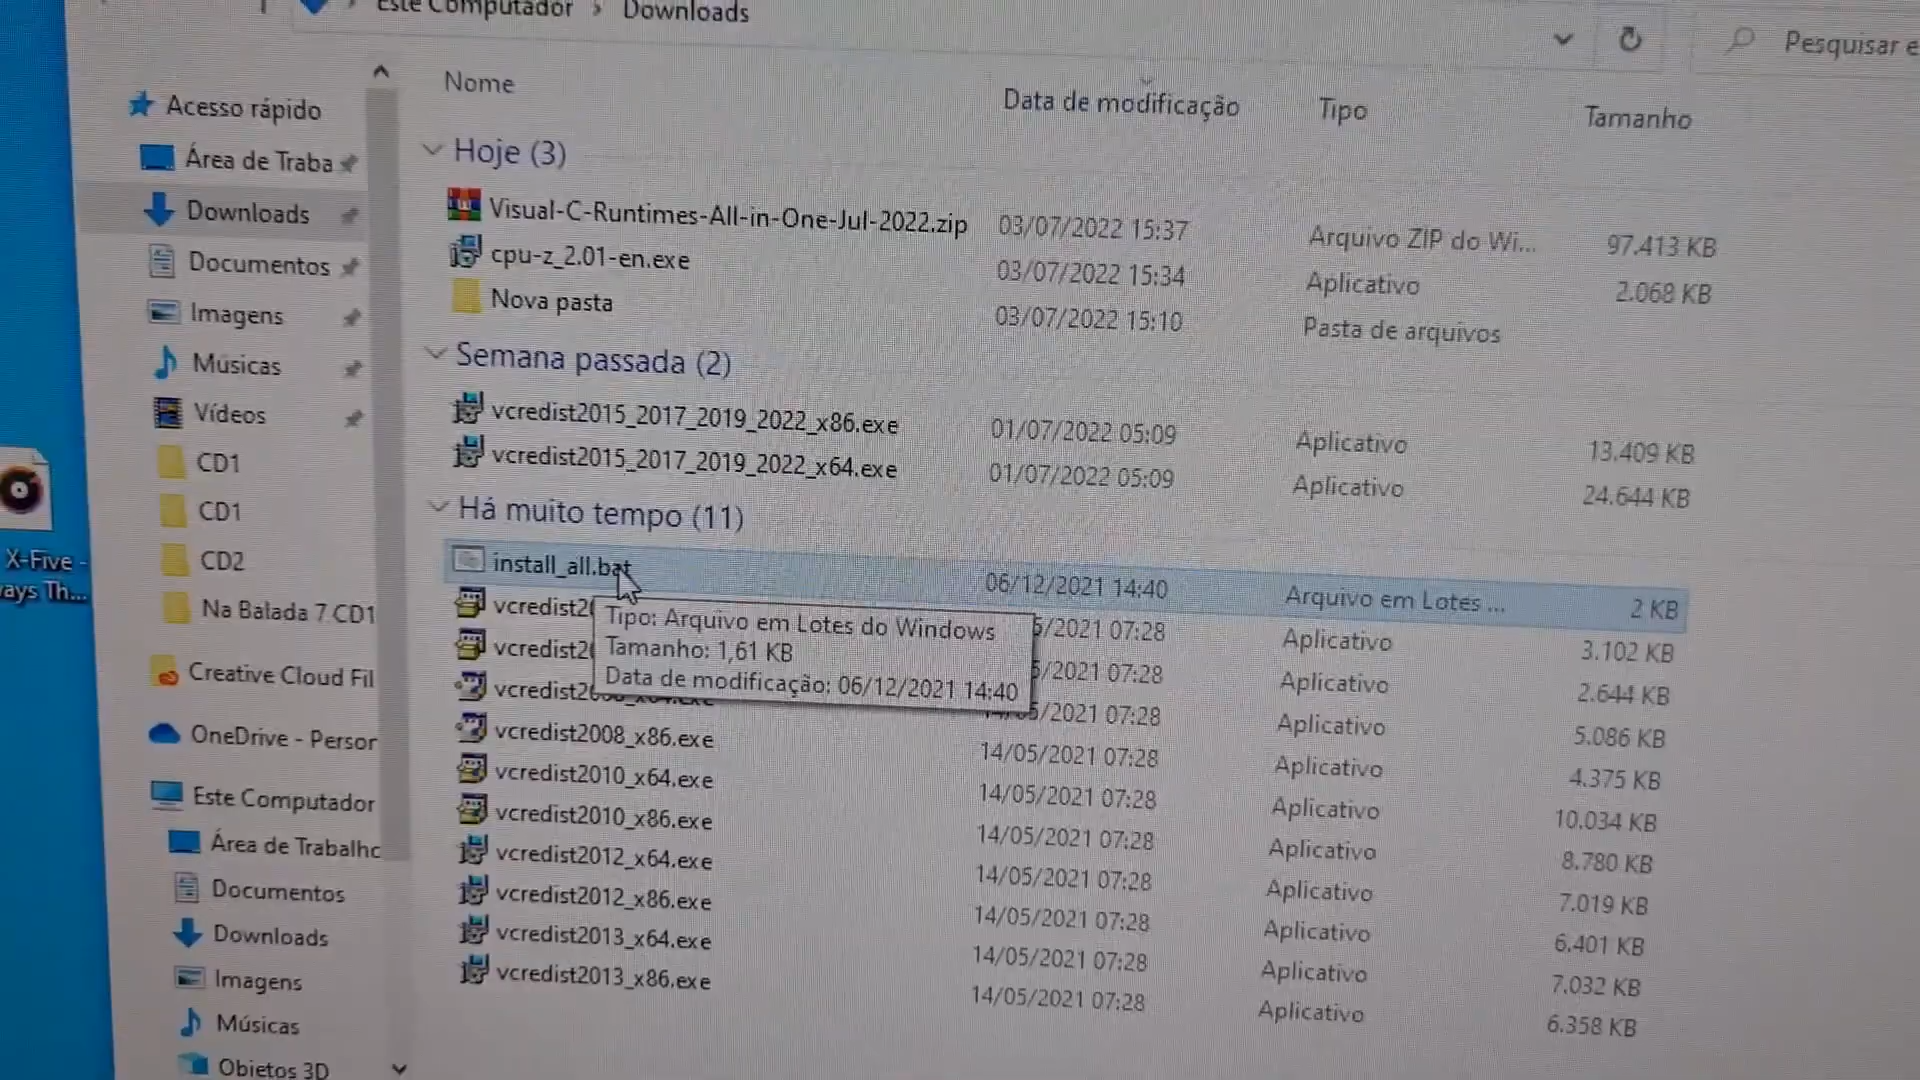 Este Computador > Downloads
Pesquisar e
Nome Data de modificação Tipo Tamanho
Acesso rápido
Área de Traba
Downloads
Documentos
Imagens
Músicas
Vídeos
CD1
CD1
CD2
Na Balada 7 CD1
Creative Cloud Fil
OneDrive - Person
Este Computador
Área de Trabalho
Documentos
Downloads
Imagens
Músicas
Objetos 3D
Hoje (3)
Visual-C-Runtimes-All-in-One-Jul-2022.zip 03/07/2022 15:37 Arquivo ZIP do Wi... 97.413 KB
cpu-z_2.01-en.exe 03/07/2022 15:34 Aplicativo 2.068 KB
Nova pasta 03/07/2022 15:10 Pasta de arquivos
Semana passada (2)
vcredist2015_2017_2019_2022_x86.exe 01/07/2022 05:09 Aplicativo 13.409 KB
vcredist2015_2017_2019_2022_x64.exe 01/07/2022 05:09 Aplicativo 24.644 KB
Há muito tempo (11)
install_all.bat 06/12/2021 14:40 Arquivo em Lotes ... 2 KB
vcredist20 5/2021 07:28 Aplicativo 3.102 KB
vcredist20 5/2021 07:28 Aplicativo 2.644 KB
vcredist2008_x64.exe 5/2021 07:28 Aplicativo 5.086 KB
vcredist2008_x86.exe 14/05/2021 07:28 Aplicativo 4.375 KB
vcredist2010_x64.exe 14/05/2021 07:28 Aplicativo 10.034 KB
vcredist2010_x86.exe 14/05/2021 07:28 Aplicativo 8.780 KB
vcredist2012_x64.exe 14/05/2021 07:28 Aplicativo 7.019 KB
vcredist2012_x86.exe 14/05/2021 07:28 Aplicativo 6.401 KB
vcredist2013_x64.exe 14/05/2021 07:28 Aplicativo 7.032 KB
vcredist2013_x86.exe 14/05/2021 07:28 Aplicativo 6.358 KB
Tipo: Arquivo em Lotes do Windows
Tamanho: 1,61 KB
Data de modificação: 06/12/2021 14:40
X-Five -
ays Th...